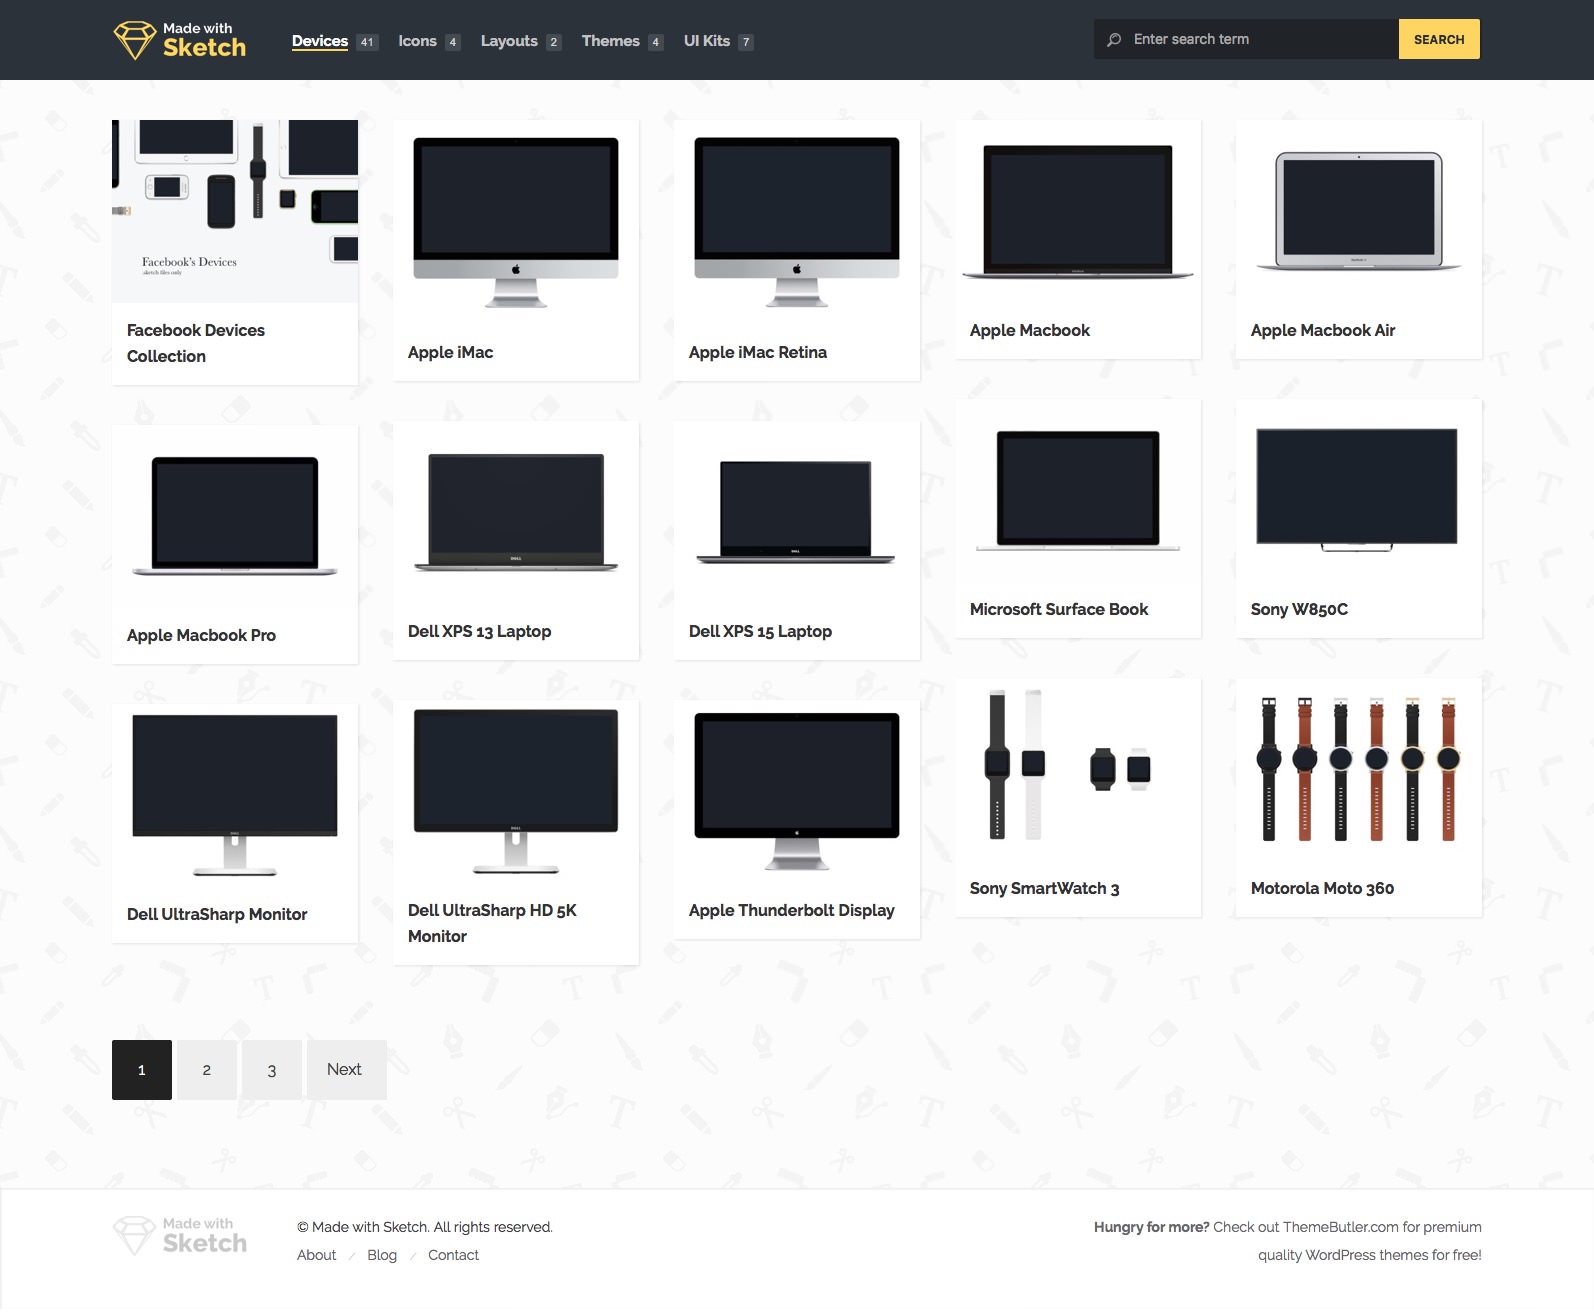 Made with
Sketch
Devices 41 Icons 4 Layouts 2 Themes 4 UI Kits 7
Enter search term
SEARCH
Facebook's Devices
sketch files only
Facebook Devices
Collection
Apple iMac
Apple iMac Retina
Apple Macbook
Apple Macbook Air
Apple Macbook Pro
DELL
Dell XPS 13 Laptop
DELL
Dell XPS 15 Laptop
Microsoft Surface Book
Sony W850C
Dell UltraSharp Monitor
DELL
Dell UltraSharp HD 5K
Monitor
Apple Thunderbolt Display
Sony SmartWatch 3
Motorola Moto 360
1 2 3 Next
Made with
Sketch
© Made with Sketch. All rights reserved.
About / Blog / Contact
Hungry for more? Check out ThemeButler.com for premium
quality WordPress themes for free!